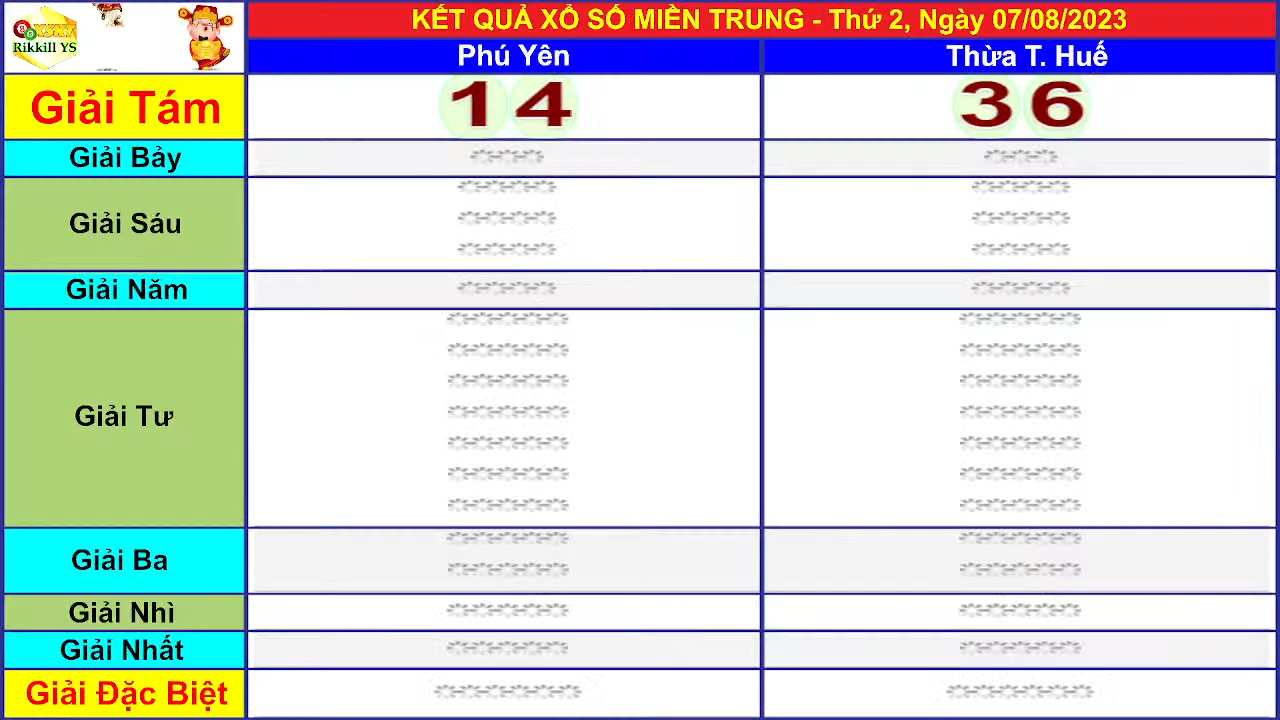 Rikkill YS
KẾT QUẢ XỔ SỐ MIỀN TRUNG - Thứ 2, Ngày 07/08/2023
Phú Yên Thừa T. Huế
Giải Tám 14 36
Giải Bảy
Giải Sáu
Giải Năm
Giải Tư
Giải Ba
Giải Nhì
Giải Nhất
Giải Đặc Biệt